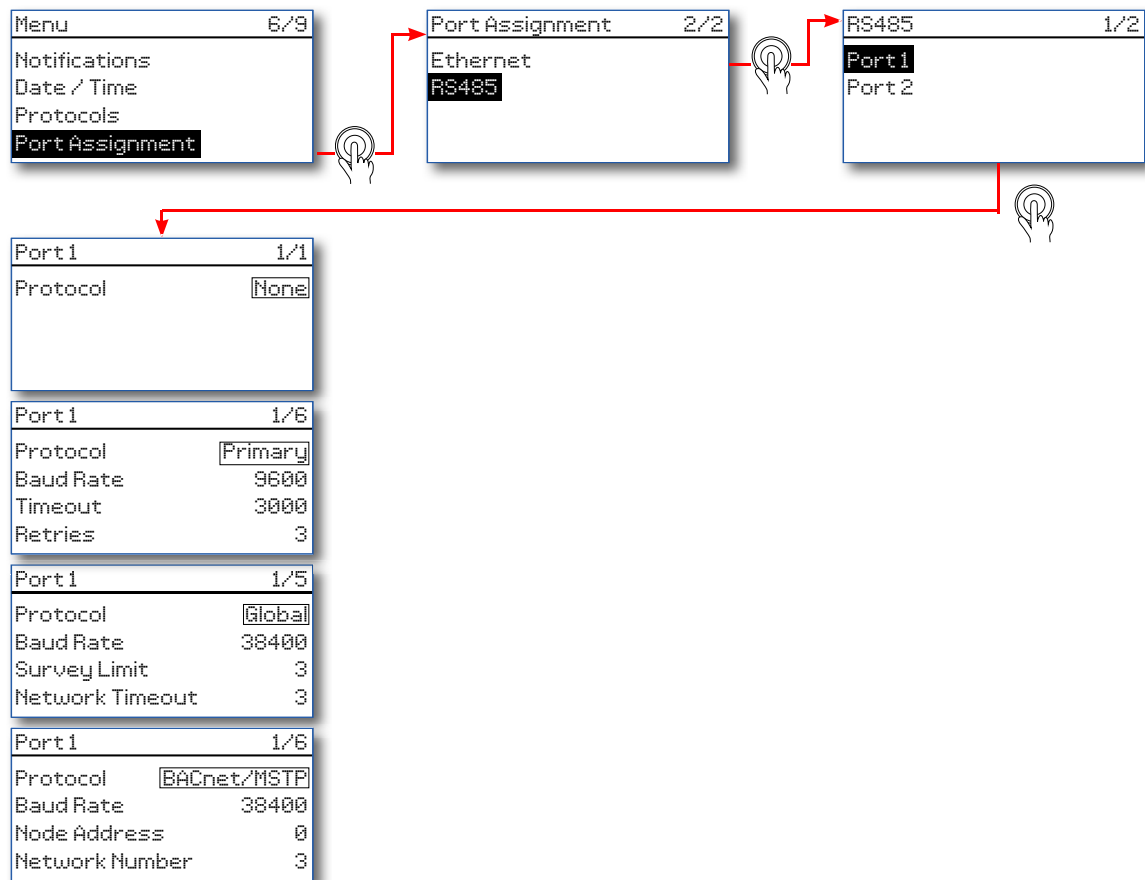 Menu 6/9
Notifications
Date / Time
Protocols
Port Assignment
Port Assignment 2/2
Ethernet
RS485
RS485 1/2
Port 1
Port 2
Port 1 1/1
Protocol None
Port 1 1/6
Protocol Primary
Baud Rate 9600
Timeout 3000
Retries 3
Port 1 1/5
Protocol Global
Baud Rate 38400
Survey Limit 3
Network Timeout 3
Port 1 1/6
Protocol BACnet/MSTP
Baud Rate 38400
Node Address 0
Network Number 3